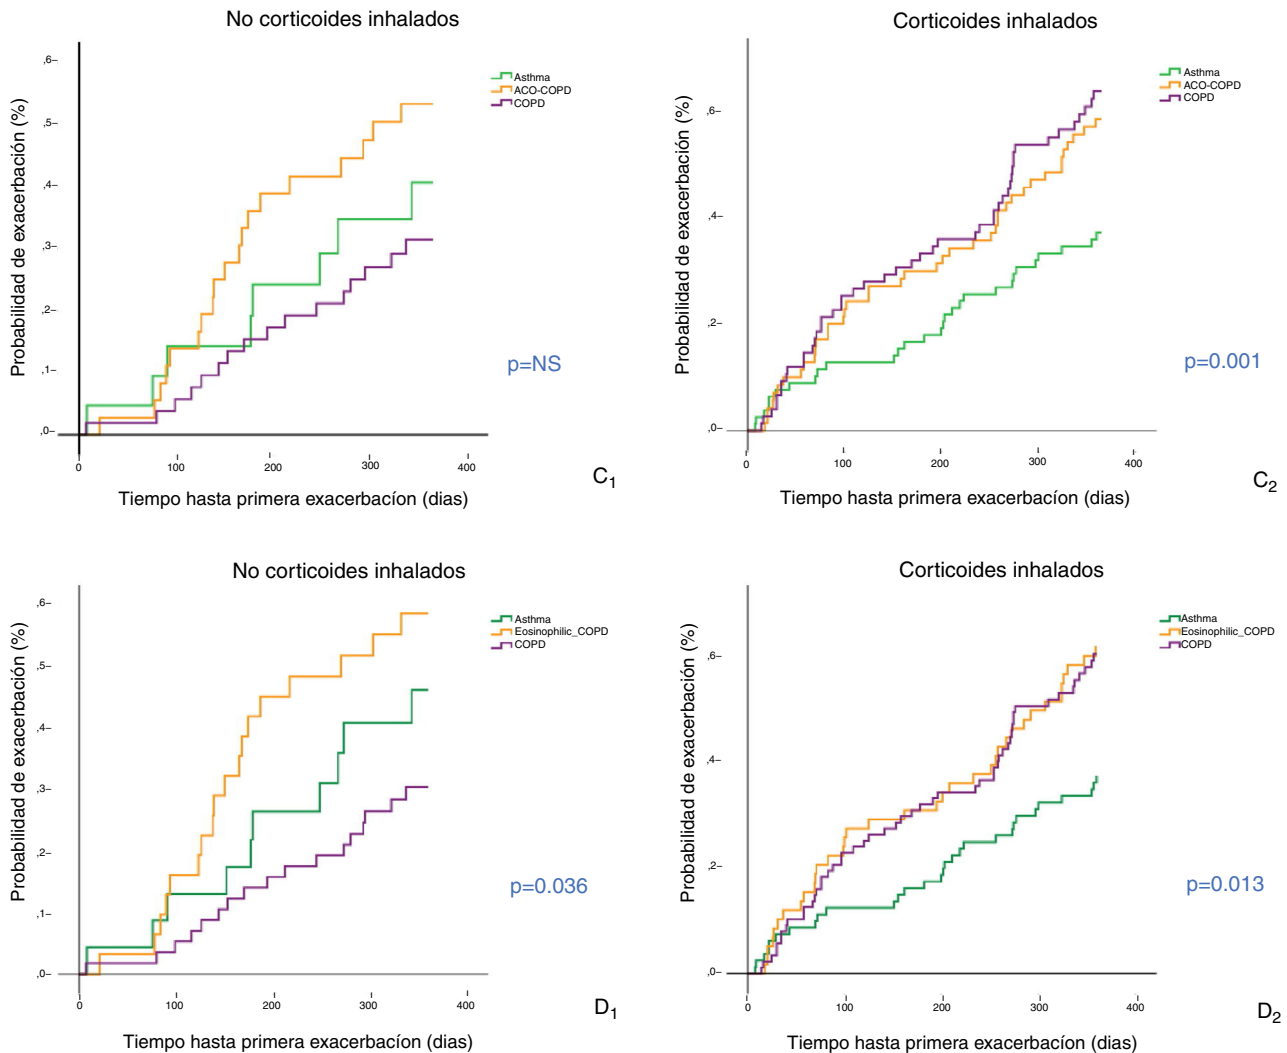 No corticoides inhalados
Asthma
ACO-COPD
COPD
Probabilidad de exacerbación (%)
,6–
,5–
,4–
,3–
,2–
,1–
,0–
0
100
200
300
400
p=NS
Tiempo hasta primera exacerbacíon (dias)
C1
Corticoides inhalados
Asthma
ACO-COPD
COPD
Probabilidad de exacerbación (%)
,6–
,4–
,2–
,0–
0
100
200
300
400
p=0.001
Tiempo hasta primera exacerbacíon (dias)
C2
No corticoides inhalados
Asthma
Eosinophilic_COPD
COPD
Probabilidad de exacerbación (%)
,6–
,5–
,4–
,3–
,2–
,1–
,0–
0
100
200
300
400
p=0.036
Tiempo hasta primera exacerbacíon (dias)
D1
Corticoides inhalados
Asthma
Eosinophilic_COPD
COPD
Probabilidad de exacerbación (%)
,6–
,4–
,2–
,0–
0
100
200
300
400
p=0.013
Tiempo hasta primera exacerbacíon (dias)
D2